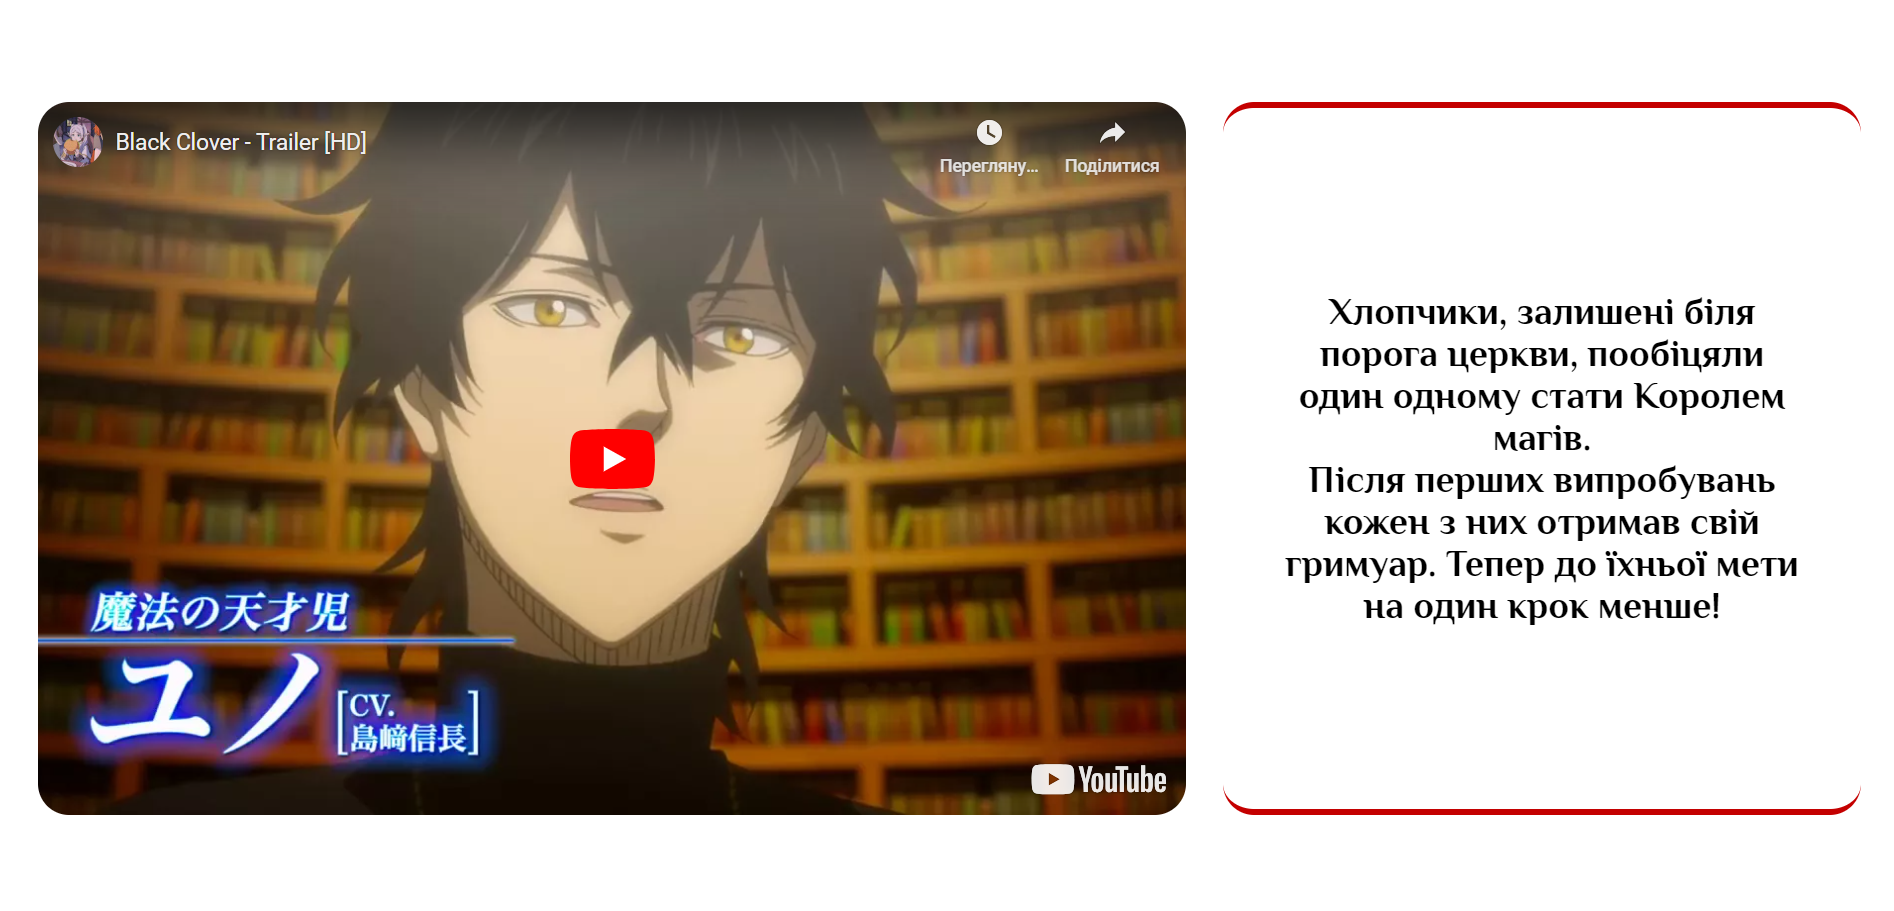 Black Clover - Trailer [HD]
Перегляну...
Поділитися
魔法の天才児
ユノ
[CV.
島﨑信長]
YouTube
Хлопчики, залишені біля
порога церкви, пообіцяли
один одному стати Королем
магів.
Після перших випробувань
кожен з них отримав свій
гримуар. Тепер до їхньої мети
на один крок менше!